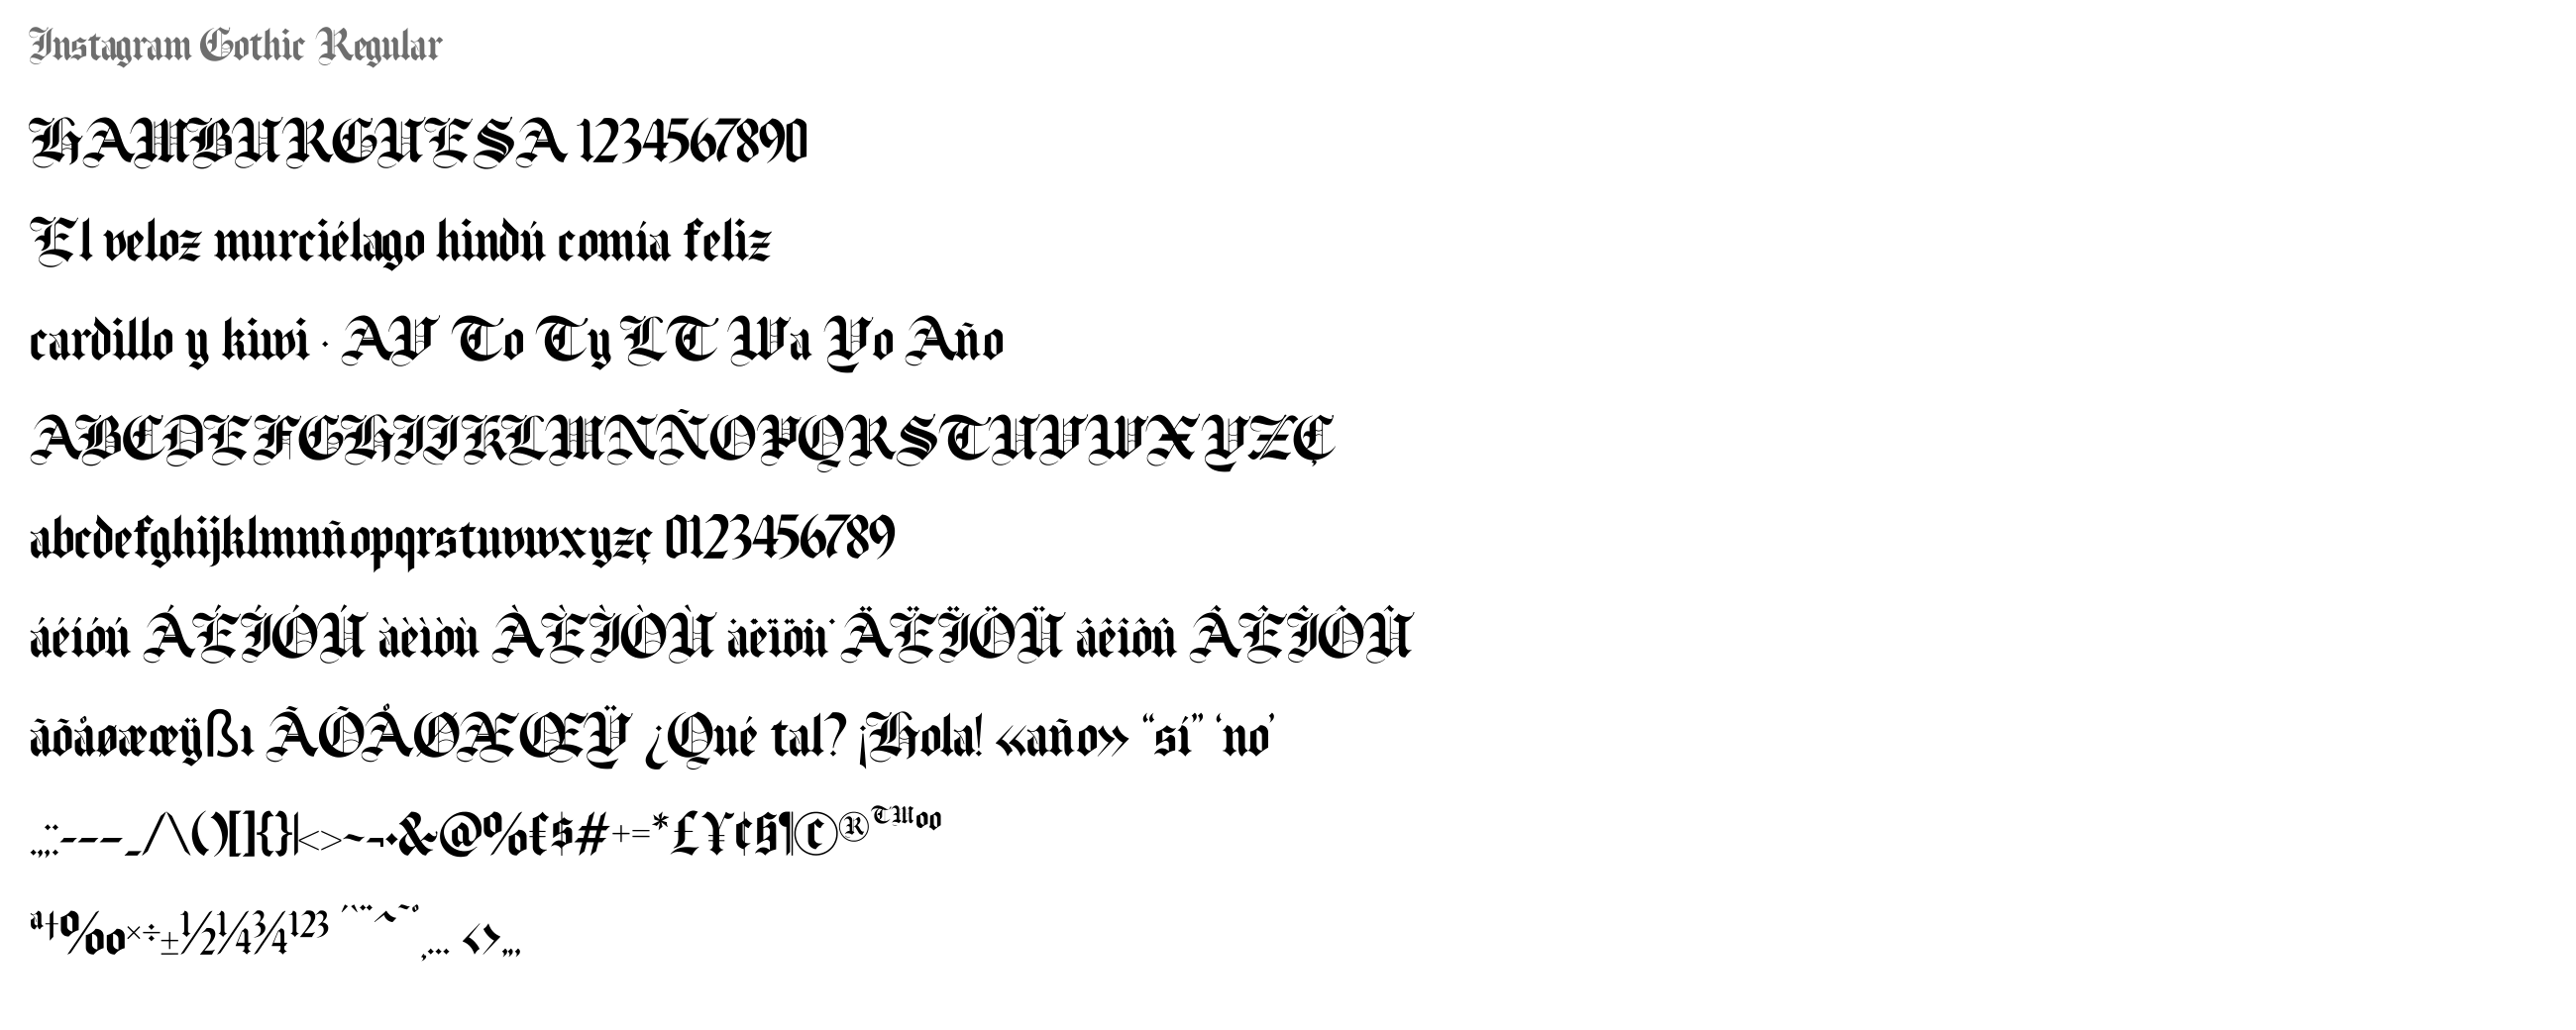 Instagram Gothic Regular
HAMBURGUESA 1234567890
El veloz murciélago hindú comía feliz
cardillo y kiwi · AV To Ty LT Wa Yo Año
ABCDEFGHIJKLMNÑOPQRSTUVWXYZÇ
abcdefghijklmnñopqrstuvwxyzç 0123456789
áéíóú ÁÉÍÓÚ àèìòù ÀÈÌÒÙ äëïöü ÄËÏÖÜ âêîôû ÂÊÎÔÛ
ãõåøæœÿßı ÃÕÅØÆŒŸ ¿Qué tal? ¡Hola! «año» “sí” ‘no’
.,;:-–—_/\()[]{}|<>~¬·&@%€$#+=*£¥¢§¶©®™ºº
ª†‰×÷±½¼¾¹²³ ´`¨^˜°¸… ‹›„‚